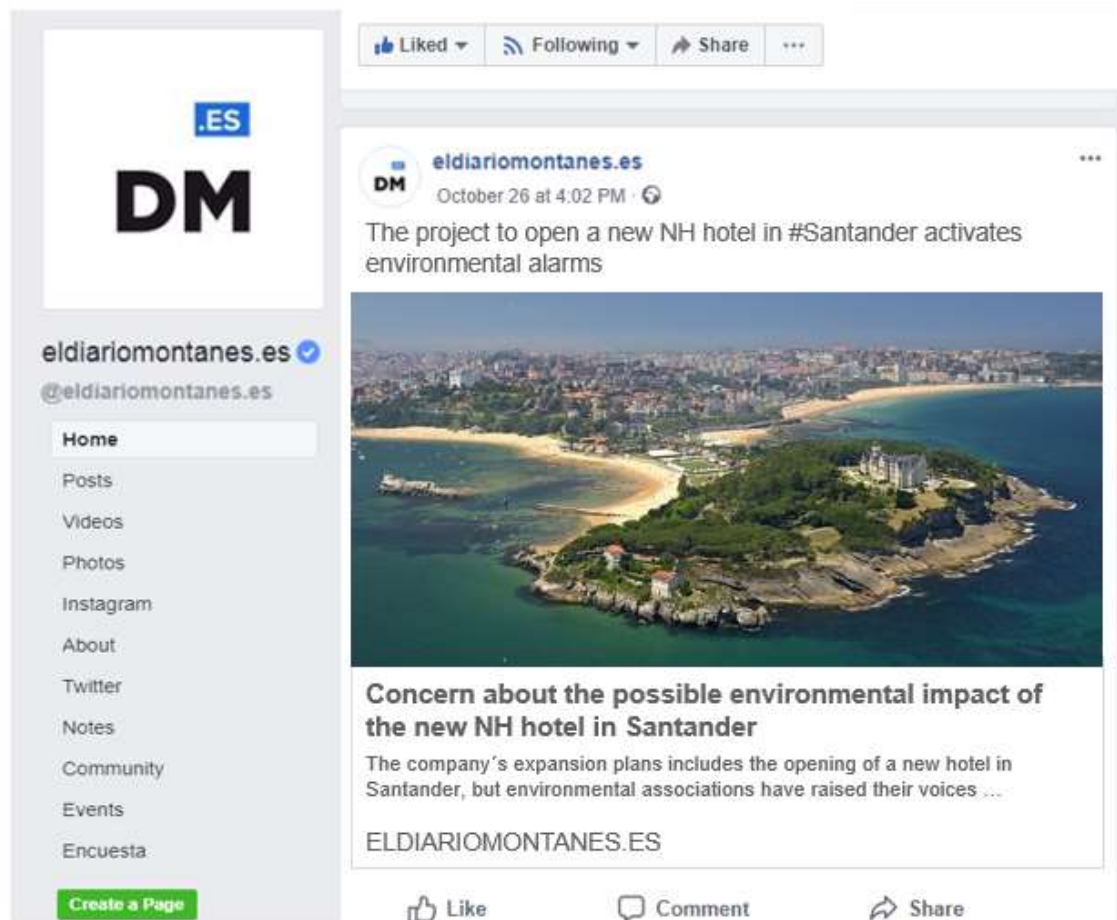 .ES
DM
eldiariomontanes.es
@eldiariomontanes.es
Home
Posts
Videos
Photos
Instagram
About
Twitter
Notes
Community
Events
Encuesta
Create a Page
Liked
Following
Share
DM
eldiariomontanes.es
October 26 at 4:02 PM ·
The project to open a new NH hotel in #Santander activates
environmental alarms
Concern about the possible environmental impact of
the new NH hotel in Santander
The company´s expansion plans includes the opening of a new hotel in
Santander, but environmental associations have raised their voices ...
ELDIARIOMONTANES.ES
Like
Comment
Share